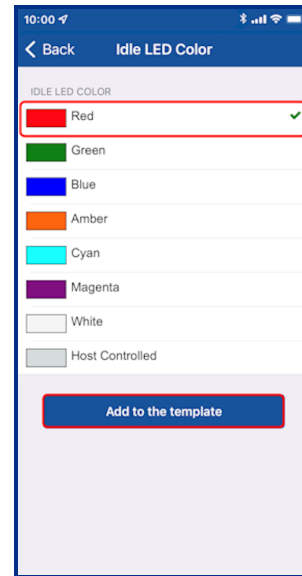 10:00
Back Idle LED Color
IDLE LED COLOR
Red
Green
Blue
Amber
Cyan
Magenta
White
Host Controlled
Add to the template